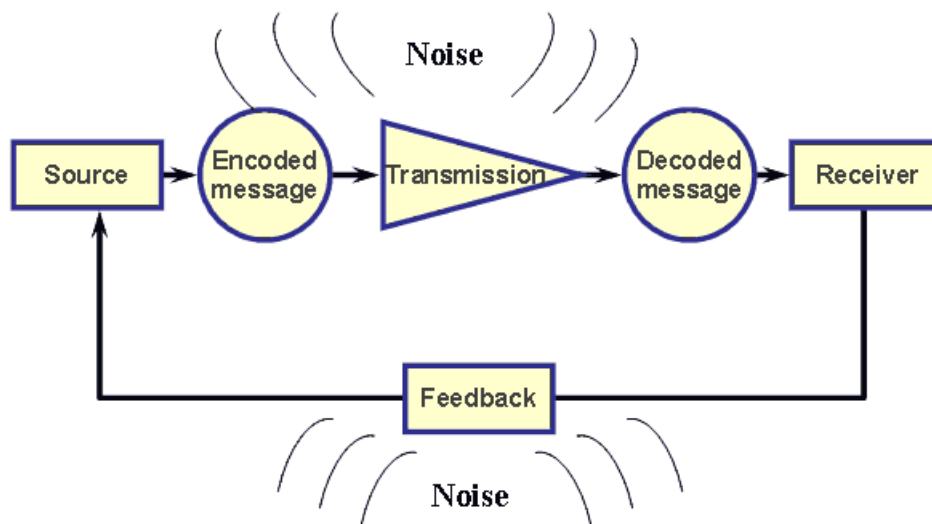 Noise
Source
Encoded
message
Transmission
Decoded
message
Receiver
Feedback
Noise